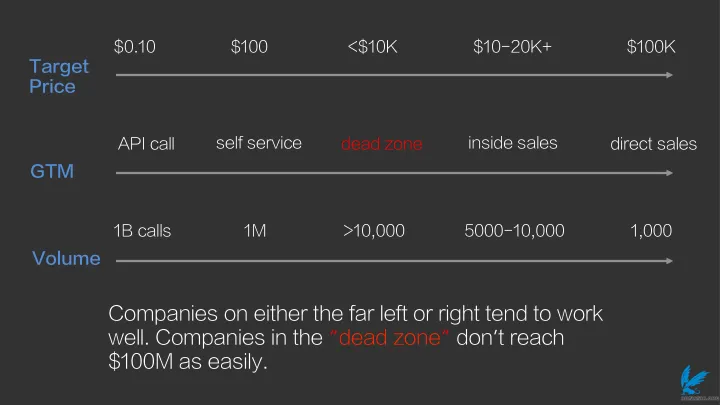 $0.10 $100 <$10K $10-20K+ $100K
Target
Price
API call self service dead zone inside sales direct sales
GTM
1B calls 1M >10,000 5000-10,000 1,000
Volume
Companies on either the far left or right tend to work
well. Companies in the "dead zone" don't reach
$100M as easily.